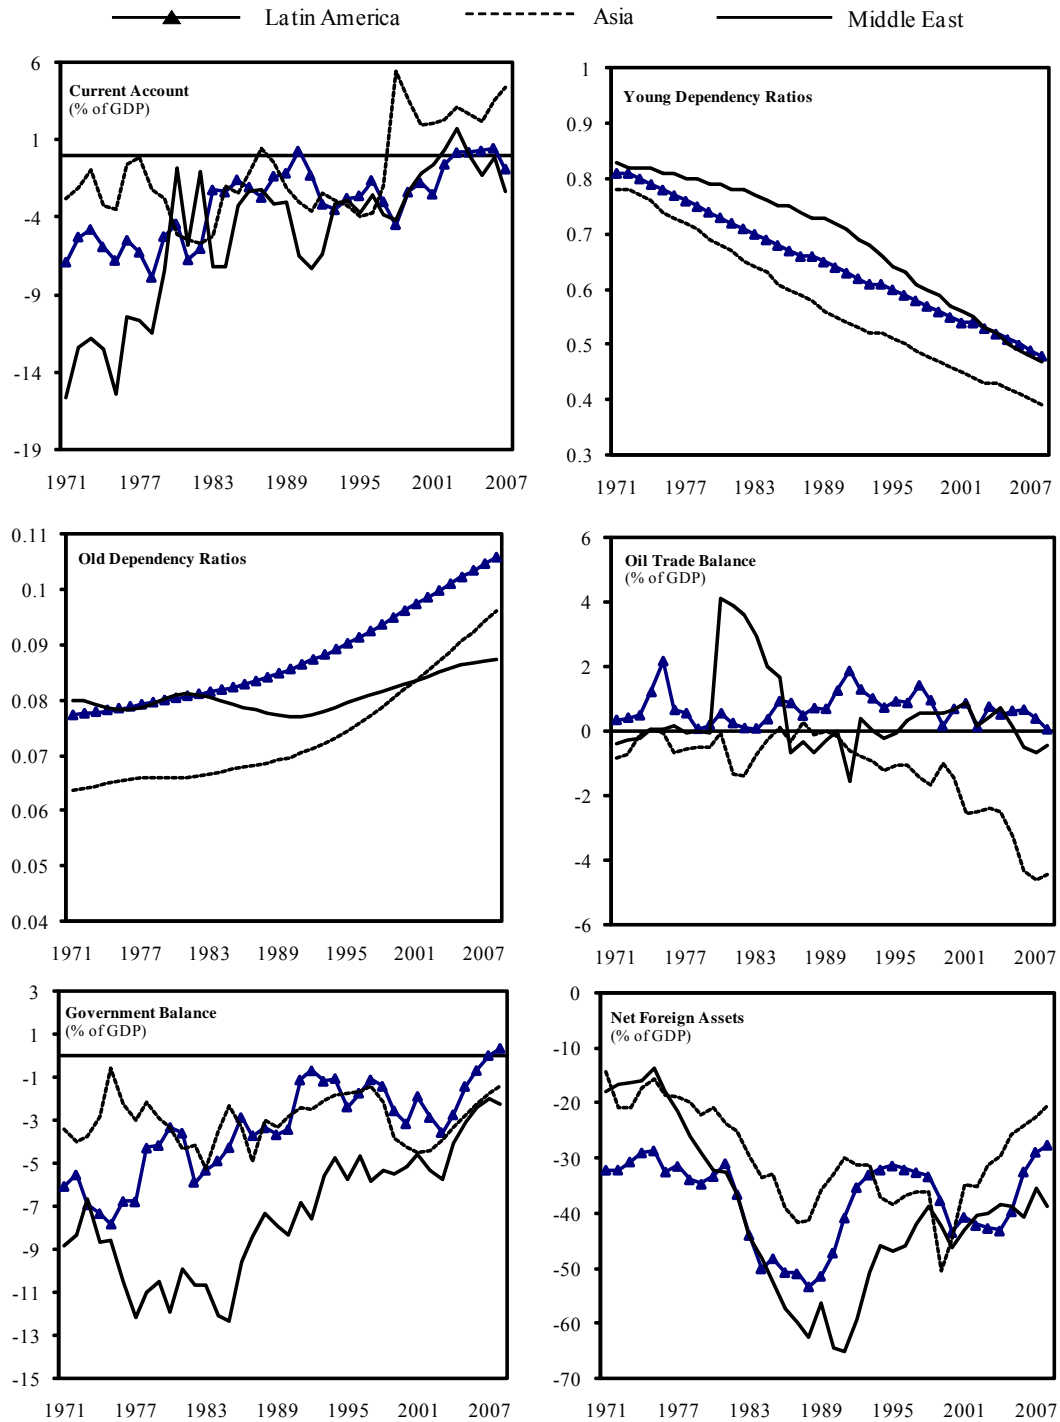 Latin America Asia Middle East
6
1
-4
-9
-14
-19
Current Account
(% of GDP)
1971 1977 1983 1989 1995 2001 2007
1
0.9
0.8
0.7
0.6
0.5
0.4
0.3
Young Dependency Ratios
1971 1977 1983 1989 1995 2001 2007
0.11
0.1
0.09
0.08
0.07
0.06
0.05
0.04
Old Dependency Ratios
1971 1977 1983 1989 1995 2001 2007
6
4
2
0
-2
-4
-6
Oil Trade Balance
(% of GDP)
1971 1977 1983 1989 1995 2001 2007
3
1
-1
-3
-5
-7
-9
-11
-13
-15
Government Balance
(% of GDP)
1971 1977 1983 1989 1995 2001 2007
0
-10
-20
-30
-40
-50
-60
-70
Net Foreign Assets
(% of GDP)
1971 1977 1983 1989 1995 2001 2007